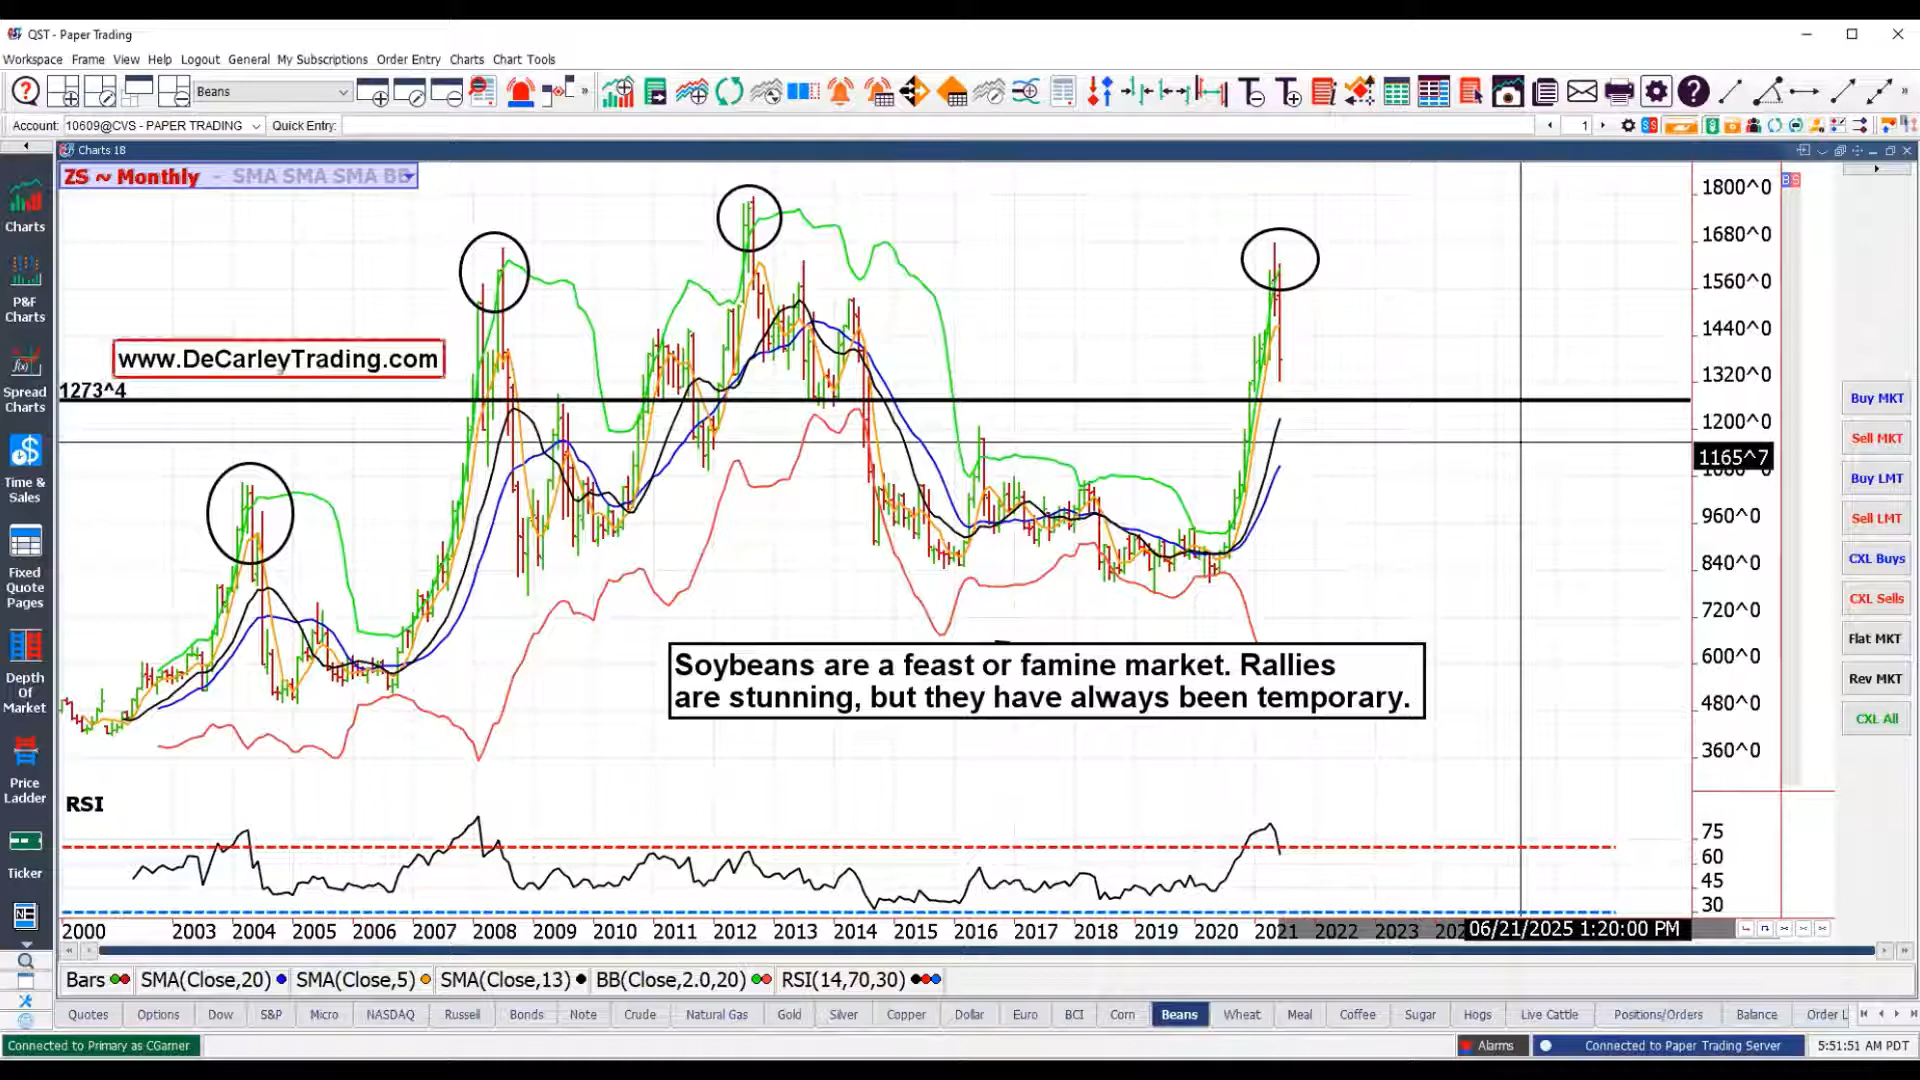 QST - Paper Trading
Workspace Frame View Help Logout General My Subscriptions Order Entry Charts Chart Tools
Beans
Account: 10609@CVS - PAPER TRADING Quick Entry: 1
Charts 18
ZS ~ Monthly - SMA SMA SMA BB
BS
Charts
P&F
Charts
Spread
Charts
Time &
Sales
Fixed
Quote
Pages
Depth
Of
Market
Price
Ladder
Ticker
www.DeCarleyTrading.com
1273^4
Soybeans are a feast or famine market. Rallies
are stunning, but they have always been temporary.
1800^0
1680^0
1560^0
1440^0
1320^0
1200^0
1165^7
960^0
840^0
720^0
600^0
480^0
360^0
Buy MKT
Sell MKT
Buy LMT
Sell LMT
CXL Buys
CXL Sells
Flat MKT
Rev MKT
CXL All
RSI
75
60
45
30
2000 2003 2004 2005 2006 2007 2008 2009 2010 2011 2012 2013 2014 2015 2016 2017 2018 2019 2020 2021 2022 2023 06/21/2025 1:20:00 PM
Bars SMA(Close,20) SMA(Close,5) SMA(Close,13) BB(Close,2.0,20) RSI(14,70,30)
Quotes Options Dow S&P Micro NASDAQ Russell Bonds Note Crude Natural Gas Gold Silver Copper Dollar Euro BCI Corn Beans Wheat Meal Coffee Sugar Hogs Live Cattle Positions/Orders Balance Order L
Connected to Primary as CGarner Alarms Connected to Paper Trading Server 5:51:51 AM PDT